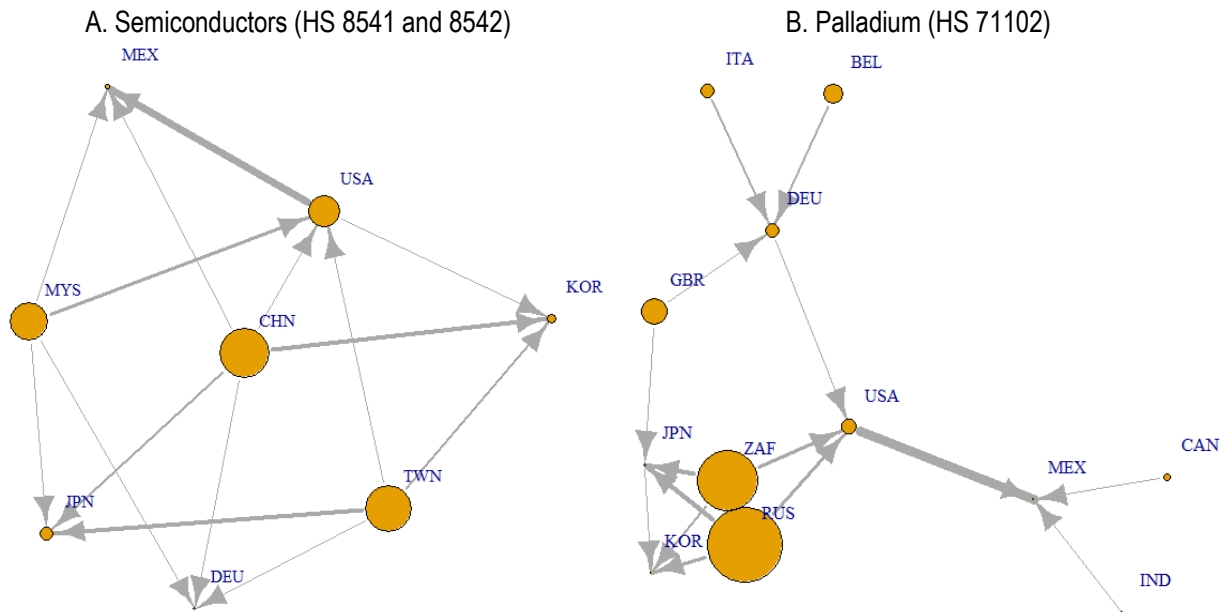 A. Semiconductors (HS 8541 and 8542)
MEX
USA
MYS
KOR
CHN
TWN
JPN
DEU
B. Palladium (HS 71102)
ITA
BEL
DEU
GBR
USA
JPN
ZAF
CAN
MEX
RUS
KOR
IND